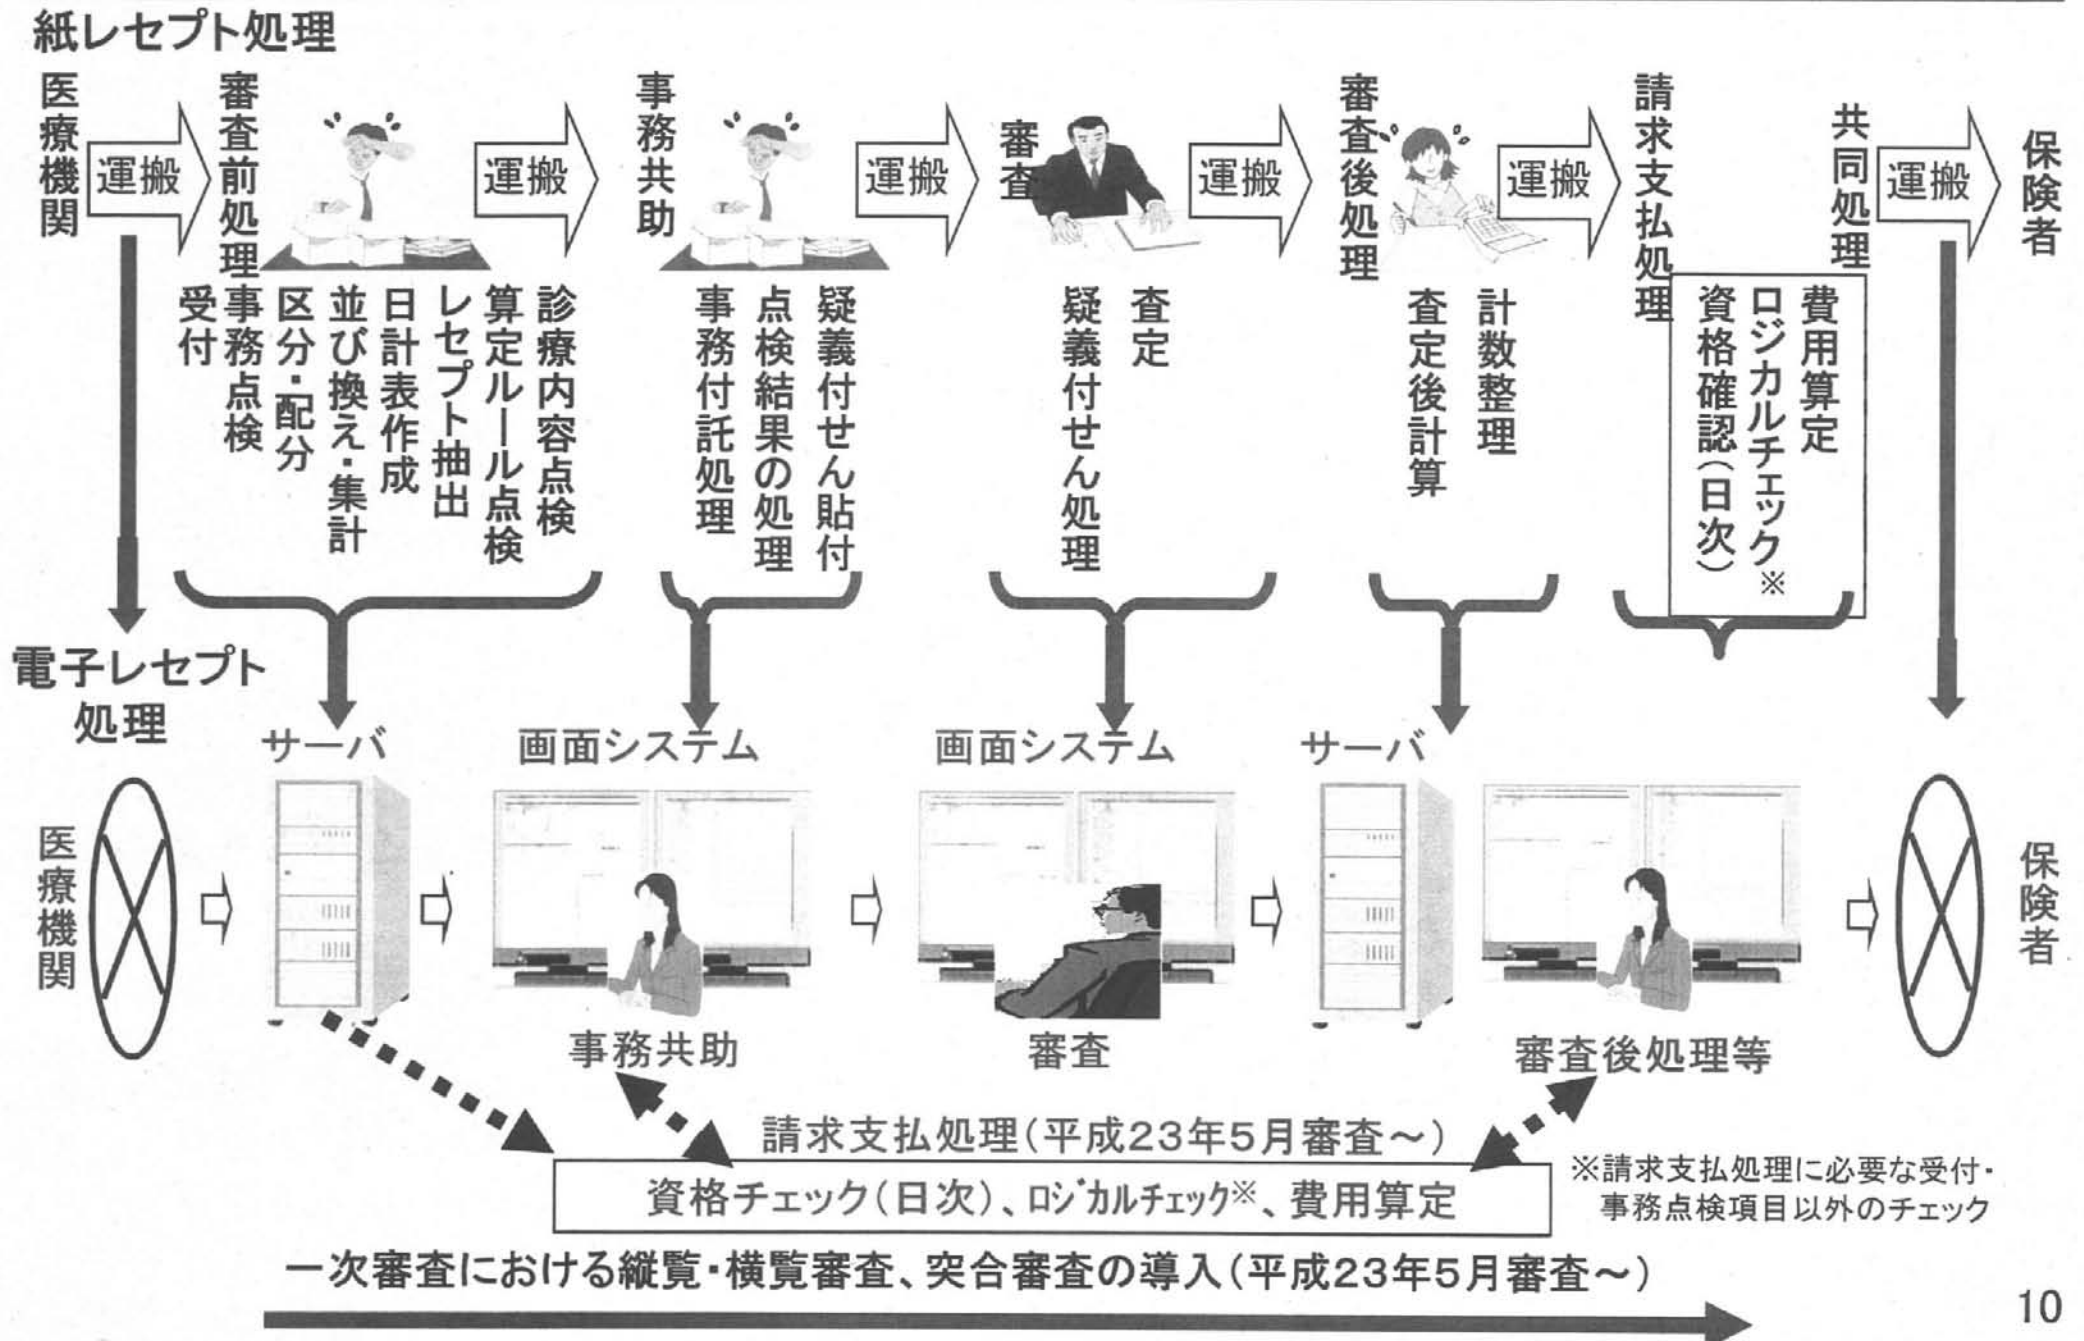 紙レセプト処理
医療機関
運搬
審査前処理
運搬
事務共助
運搬
審査
運搬
審査後処理
運搬
請求支払処理
共同処理
運搬
保険者
受付
事務点検
区分・配分
並び換え・集計
日計表作成
レセプト抽出
算定ルール点検
診療内容点検
事務付託処理
点検結果の処理
疑義付せん貼付
疑義付せん処理
査定
査定後計算
計数整理
資格確認(日次)
ロジカルチェック※
費用算定
電子レセプト
処理
サーバ
画面システム
画面システム
サーバ
医療機関
保険者
事務共助
審査
審査後処理等
請求支払処理(平成23年5月審査～)
資格チェック(日次)、ロジカルチェック※、費用算定
※請求支払処理に必要な受付・
事務点検項目以外のチェック
一次審査における縦覧・横覧審査、突合審査の導入(平成23年5月審査～)
10